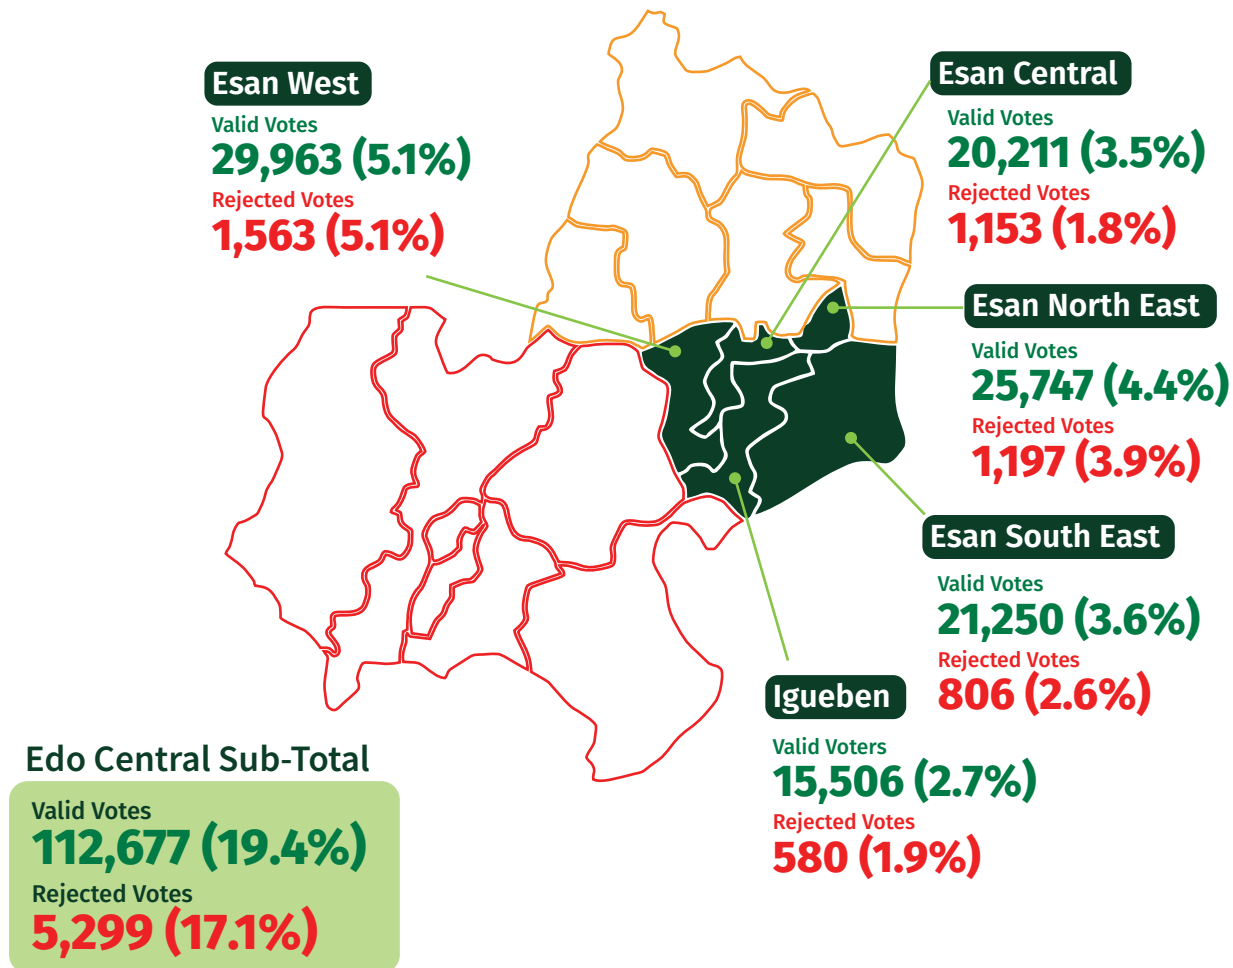 Esan West
Valid Votes
29,963 (5.1%)
Rejected Votes
1,563 (5.1%)
Esan Central
Valid Votes
20,211 (3.5%)
Rejected Votes
1,153 (1.8%)
Esan North East
Valid Votes
25,747 (4.4%)
Rejected Votes
1,197 (3.9%)
Esan South East
Valid Votes
21,250 (3.6%)
Rejected Votes
806 (2.6%)
Igueben
Valid Voters
15,506 (2.7%)
Rejected Votes
580 (1.9%)
Edo Central Sub-Total
Valid Votes
112,677 (19.4%)
Rejected Votes
5,299 (17.1%)